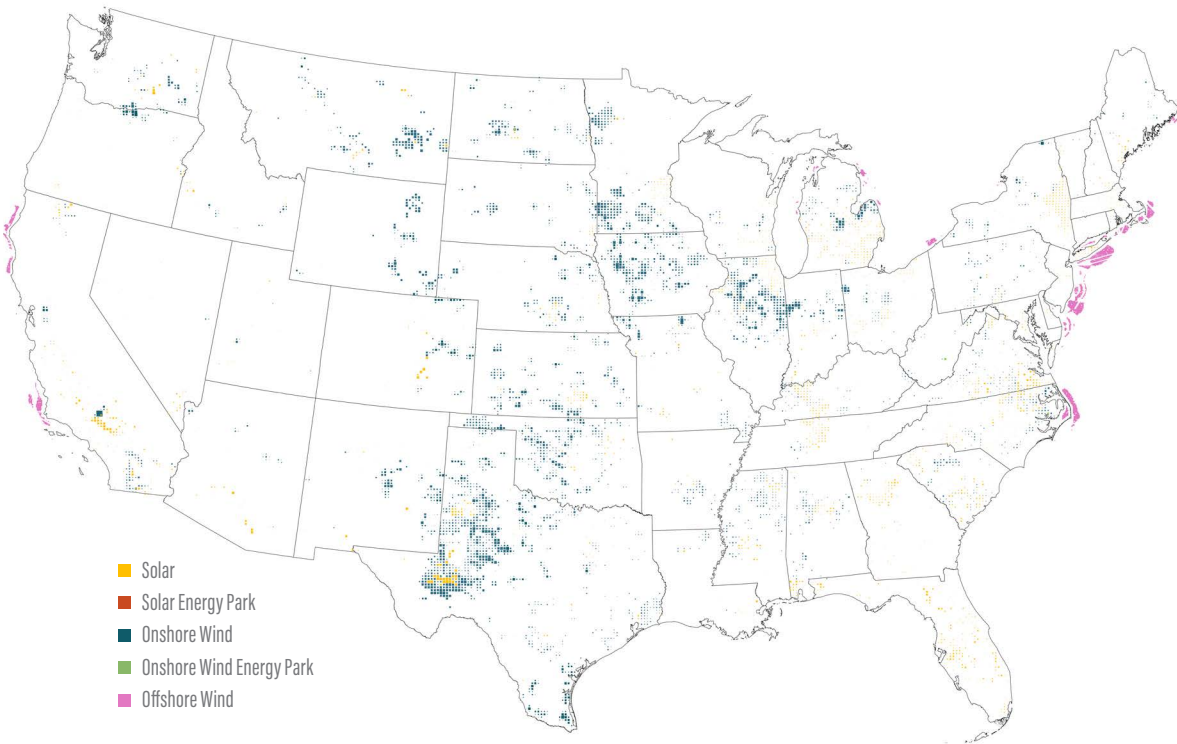 Solar
Solar Energy Park
Onshore Wind
Onshore Wind Energy Park
Offshore Wind